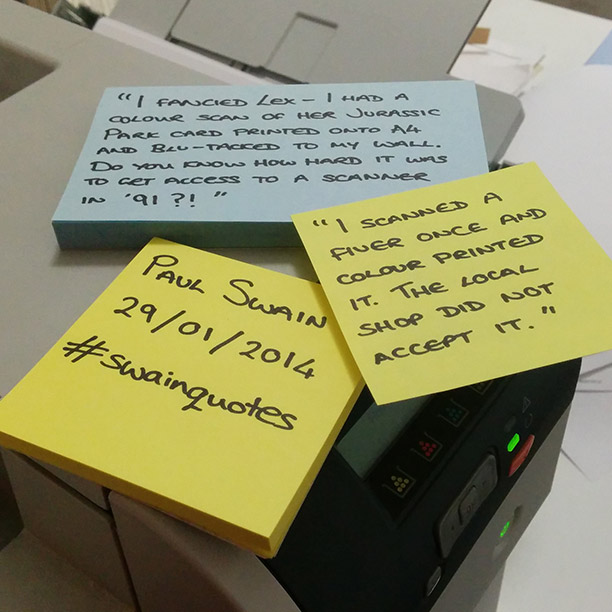 “I FANCIED LEX – I HAD A
COLOUR SCAN OF HER JURASSIC
PARK CARD PRINTED ONTO A4
AND BLU-TACKED TO MY WALL.
DO YOU KNOW HOW HARD IT WAS
TO GET ACCESS TO A SCANNER
IN '91?!”
“I SCANNED A
FIVER ONCE AND
COLOUR PRINTED
IT. THE LOCAL
SHOP DID NOT
ACCEPT IT.”
PAUL SWAIN
29/01/2014
#swainquotes